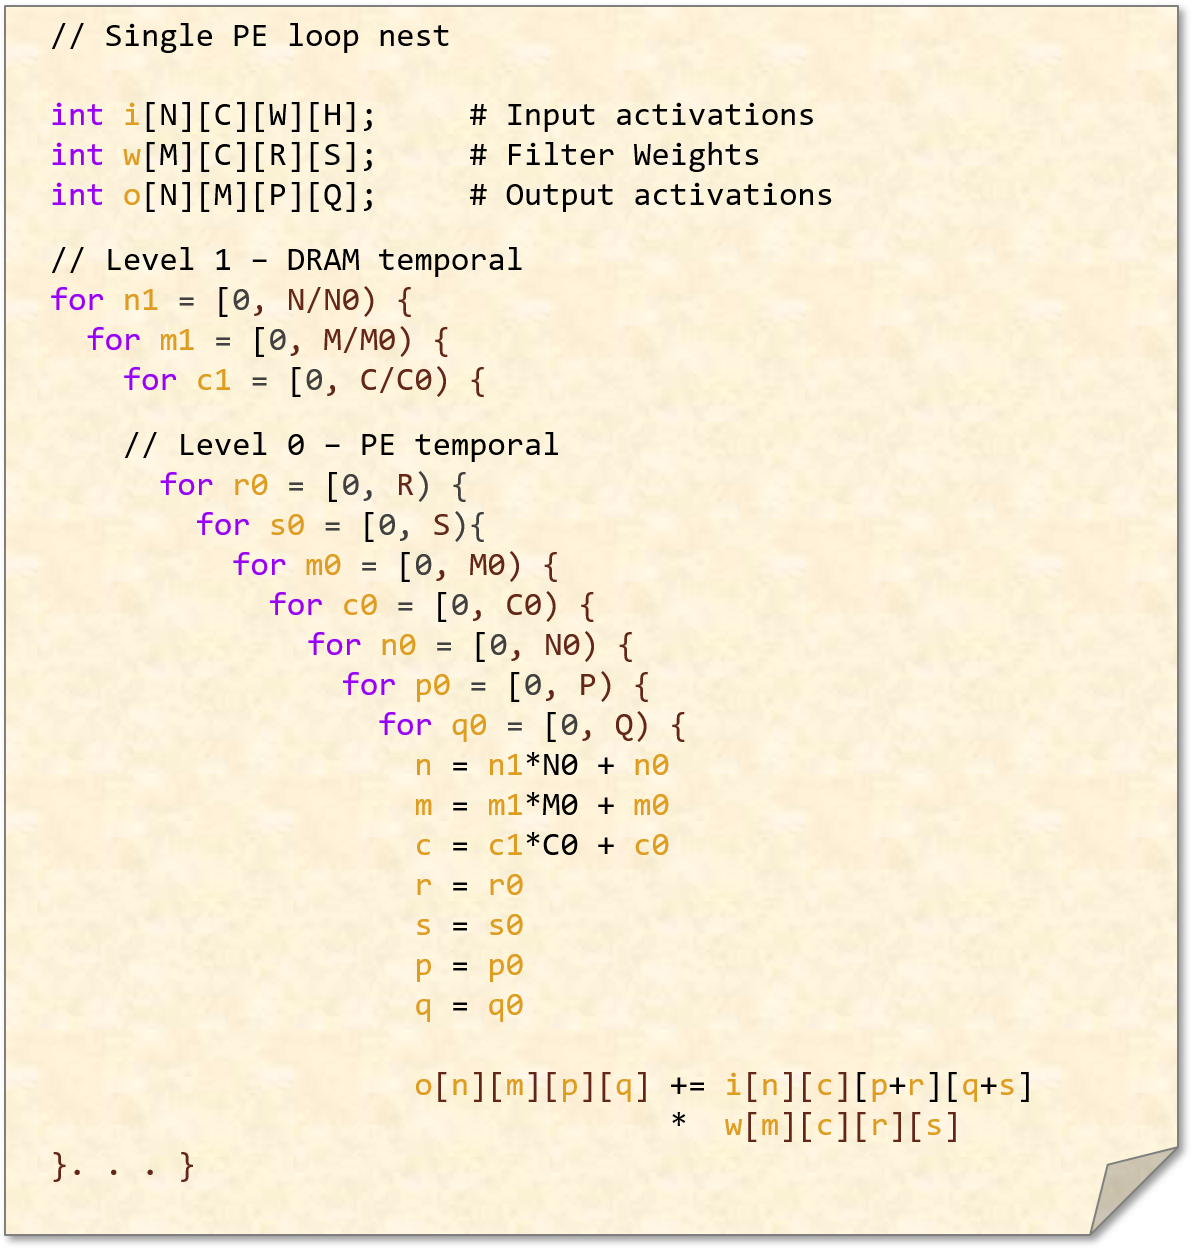 // Single PE loop nest
int i[N][C][W][H];     # Input activations
int w[M][C][R][S];     # Filter Weights
int o[N][M][P][Q];     # Output activations
// Level 1 – DRAM temporal
for n1 = [0, N/N0) {
for m1 = [0, M/M0) {
for c1 = [0, C/C0) {
// Level 0 – PE temporal
for r0 = [0, R) {
for s0 = [0, S){
for m0 = [0, M0) {
for c0 = [0, C0) {
for n0 = [0, N0) {
for p0 = [0, P) {
for q0 = [0, Q) {
n = n1*N0 + n0
m = m1*M0 + m0
c = c1*C0 + c0
r = r0
s = s0
p = p0
q = q0
o[n][m][p][q] += i[n][c][p+r][q+s]
* w[m][c][r][s]
}. . . }